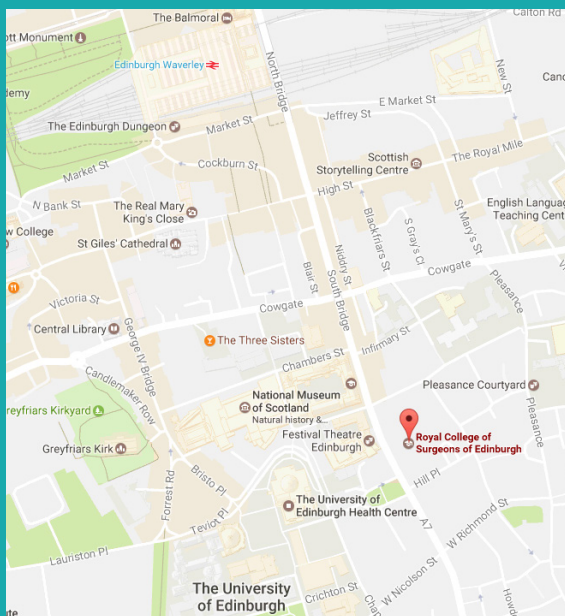 The Balmoral
Calton Rd
ott Monument
Edinburgh Waverley
North Bridge
New St
Canc
demy
E Market St
Jeffrey St
The Edinburgh Dungeon
Market St
The Royal Mile
Cockburn St
Scottish
Storytelling Centre
Market St
High St
N Bank St
The Real Mary
King's Close
Blackfriars St
S Gray's Cl
St Mary's St
English Languag
Teaching Cent
w College
St Giles' Cathedral
Niddry St
Blair St
Cowgate
Pleasance
Victoria St
Cowgate
South Bridge
Central Library
George IV Bridge
The Three Sisters
Infirmary St
Chambers St
Candlemaker Row
Pleasance Courtyard
National Museum
of Scotland
Natural history &...
Pleasance
reyfriars Kirkyard
Royal College of
Surgeons of Edinburgh
Festival Theatre
Edinburgh
Greyfriars Kirk
Bristo Pl
Forrest Rd
Hill Pl
The University of
Edinburgh Health Centre
Teviot Pl
A7
W Richmond St
Lauriston Pl
W Nicolson St
The University
of Edinburgh
Crichton St
Chap
Howde
ute